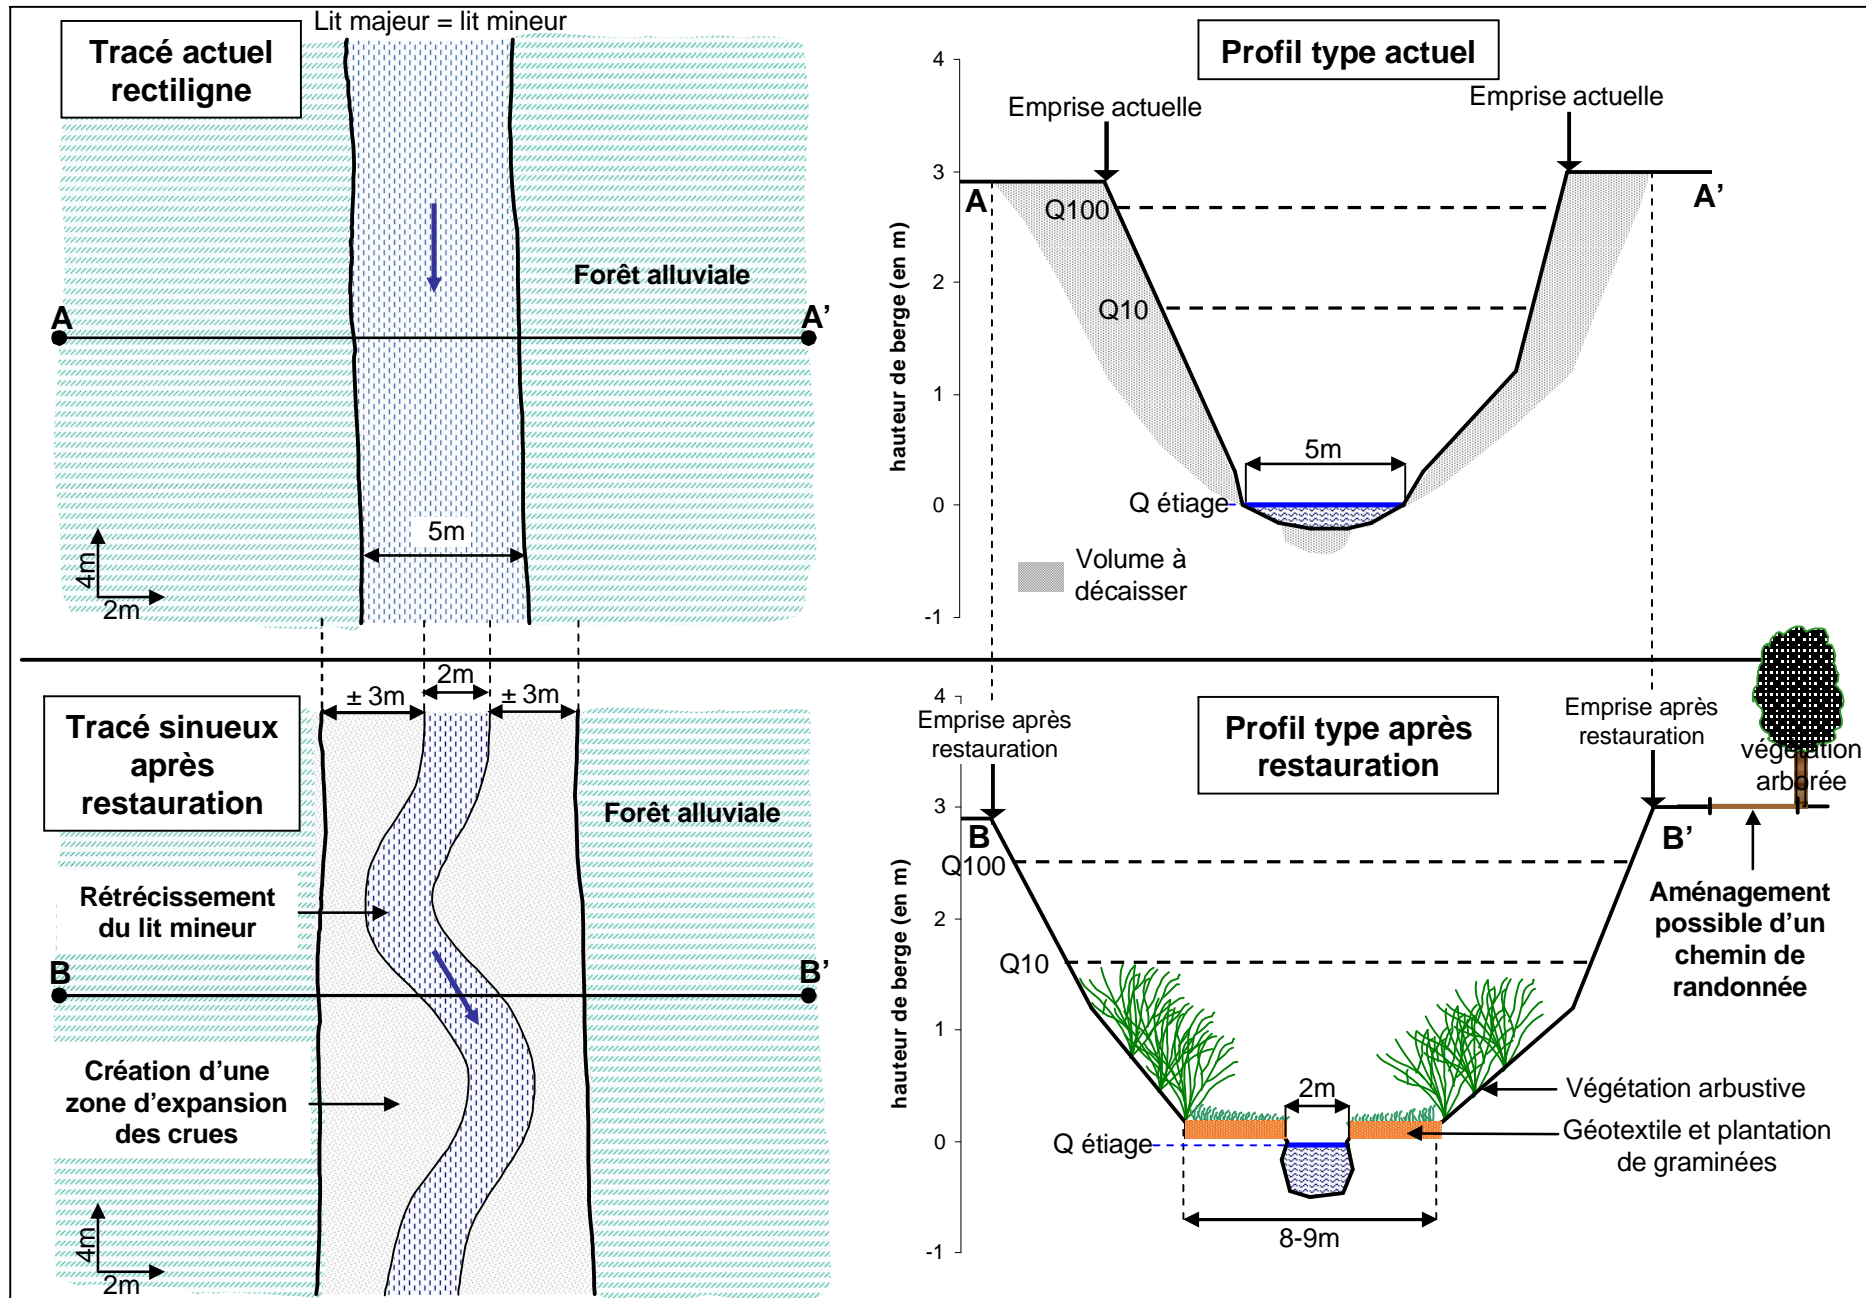 Lit majeur = lit mineur
Tracé actuel
rectiligne
Forêt alluviale
A
A'
5m
4m
2m
Profil type actuel
Emprise actuelle
Emprise actuelle
hauteur de berge (en m)
4
3
2
1
0
-1
A
A'
Q100
Q10
5m
Q étiage
Volume à
décaisser
2m
± 3m
± 3m
Tracé sinueux
après
restauration
Forêt alluviale
Rétrécissement
du lit mineur
B
B'
Création d'une
zone d'expansion
des crues
4m
2m
Profil type après
restauration
Emprise après
restauration
Emprise après
restauration
végétation
arborée
hauteur de berge (en m)
4
3
2
1
0
-1
B
B'
Q100
Q10
Aménagement
possible d'un
chemin de
randonnée
2m
Végétation arbustive
Q étiage
Géotextile et plantation
de graminées
8-9m